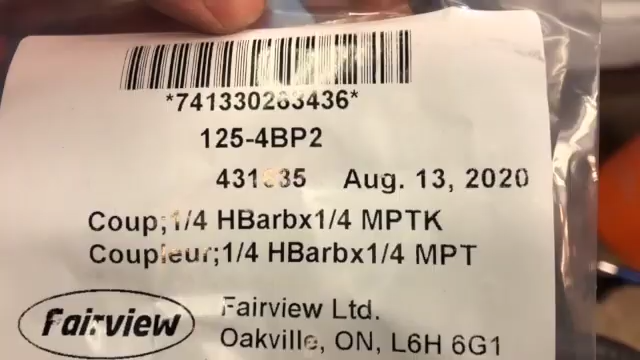 *741330263436*
125-4BP2
Aug. 13, 2020
Coup;1/4 HBarbx1/4 MPTK
Coupleur;1/4 HBarbx1/4 MPT
Fairview
Fairview Ltd.
Oakville, ON, L6H 6G1